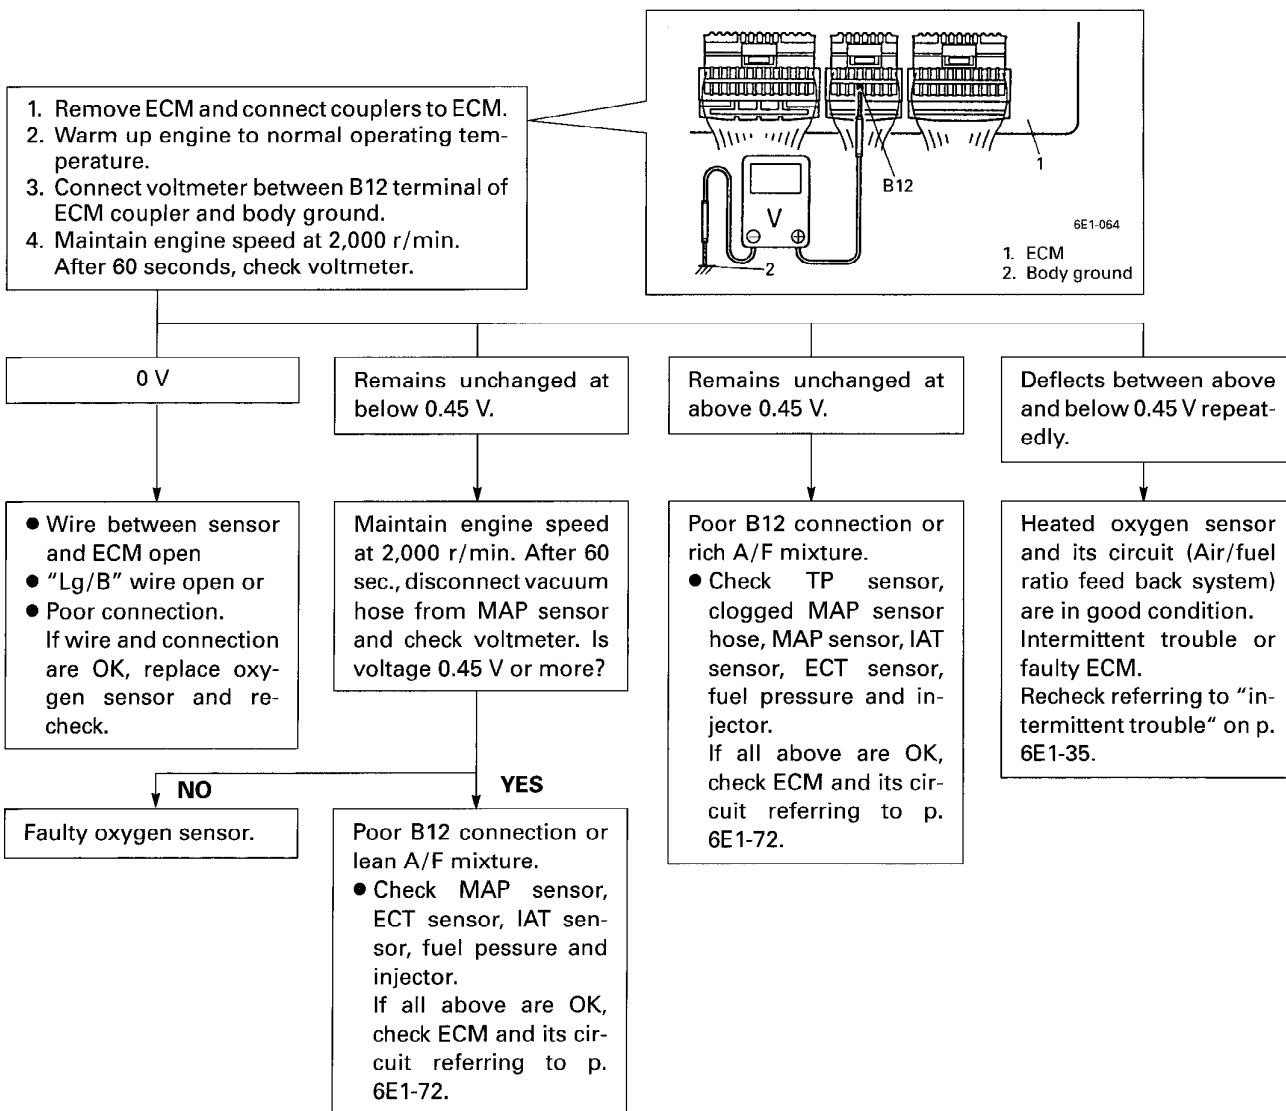 1. Remove ECM and connect couplers to ECM.
2. Warm up engine to normal operating tem-
perature.
3. Connect voltmeter between B12 terminal of
ECM coupler and body ground.
4. Maintain engine speed at 2,000 r/min.
After 60 seconds, check voltmeter.
B12
1
V
⊖ ⊕
2
6E1-064
1. ECM
2. Body ground
0 V
Remains unchanged at
below 0.45 V.
Remains unchanged at
above 0.45 V.
Deflects between above
and below 0.45 V repeat-
edly.
● Wire between sensor
and ECM open
● "Lg/B" wire open or
● Poor connection.
If wire and connection
are OK, replace oxy-
gen sensor and re-
check.
Maintain engine speed
at 2,000 r/min. After 60
sec., disconnect vacuum
hose from MAP sensor
and check voltmeter. Is
voltage 0.45 V or more?
Poor B12 connection or
rich A/F mixture.
● Check TP sensor,
clogged MAP sensor
hose, MAP sensor, IAT
sensor, ECT sensor,
fuel pressure and in-
jector.
If all above are OK,
check ECM and its cir-
cuit referring to p.
6E1-72.
Heated oxygen sensor
and its circuit (Air/fuel
ratio feed back system)
are in good condition.
Intermittent trouble or
faulty ECM.
Recheck referring to "in-
termittent trouble" on p.
6E1-35.
NO
YES
Faulty oxygen sensor.
Poor B12 connection or
lean A/F mixture.
● Check MAP sensor,
ECT sensor, IAT sen-
sor, fuel pessure and
injector.
If all above are OK,
check ECM and its cir-
cuit referring to p.
6E1-72.